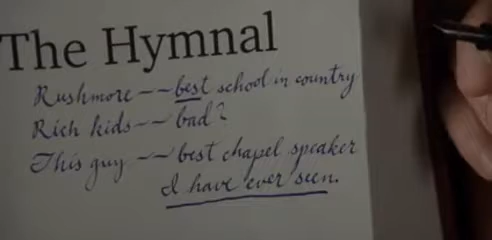 The Hymnal
Rushmore -- best school in country
Rich kids -- bad?
This guy -- best chapel speaker
I have ever seen.